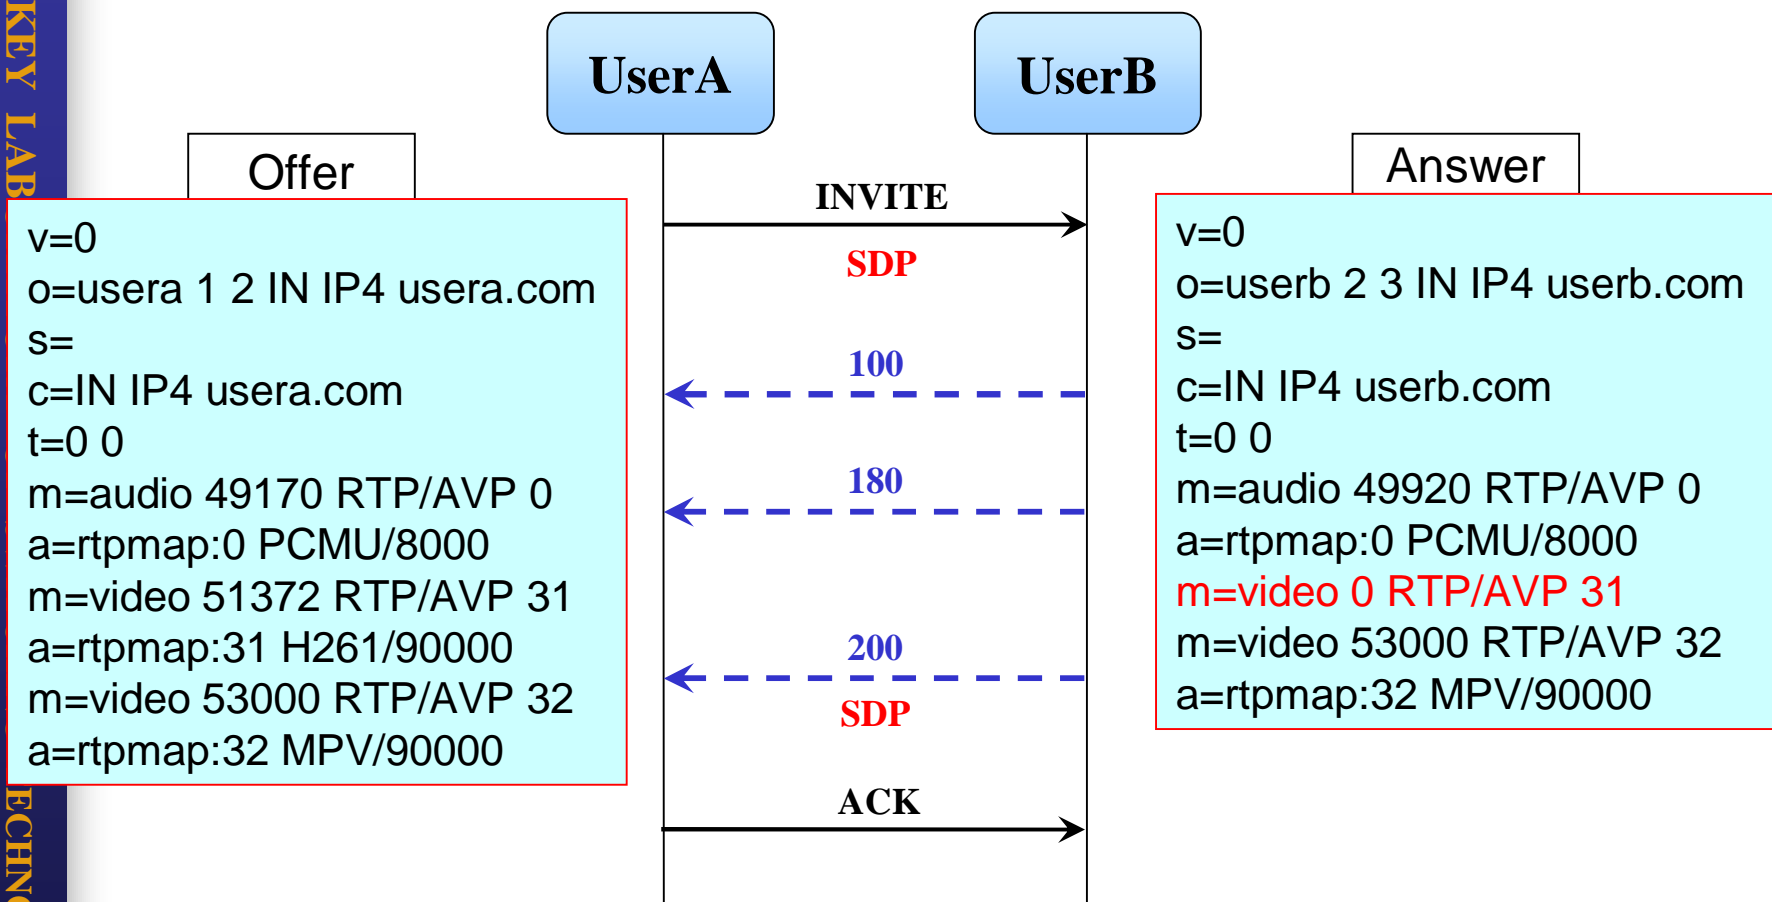 KEY LAB
ECHN
UserA
UserB
Offer
v=0
o=usera 1 2 IN IP4 usera.com
s=
c=IN IP4 usera.com
t=0 0
m=audio 49170 RTP/AVP 0
a=rtpmap:0 PCMU/8000
m=video 51372 RTP/AVP 31
a=rtpmap:31 H261/90000
m=video 53000 RTP/AVP 32
a=rtpmap:32 MPV/90000
INVITE
SDP
100
180
200
SDP
ACK
Answer
v=0
o=userb 2 3 IN IP4 userb.com
s=
c=IN IP4 userb.com
t=0 0
m=audio 49920 RTP/AVP 0
a=rtpmap:0 PCMU/8000
m=video 0 RTP/AVP 31
m=video 53000 RTP/AVP 32
a=rtpmap:32 MPV/90000